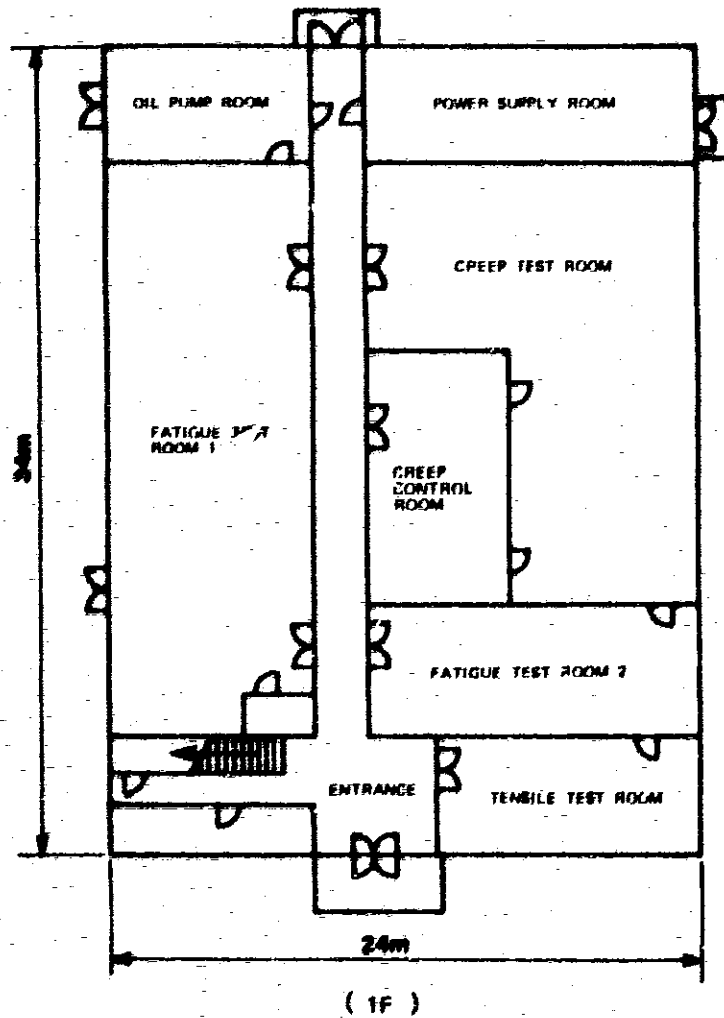 OIL PUMP ROOM
POWER SUPPLY ROOM
CREEP TEST ROOM
FATIGUE
ROOM 1
CREEP
CONTROL
ROOM
34m
FATIGUE TEST ROOM 2
ENTRANCE
TENSILE TEST ROOM
24m
( 1F )